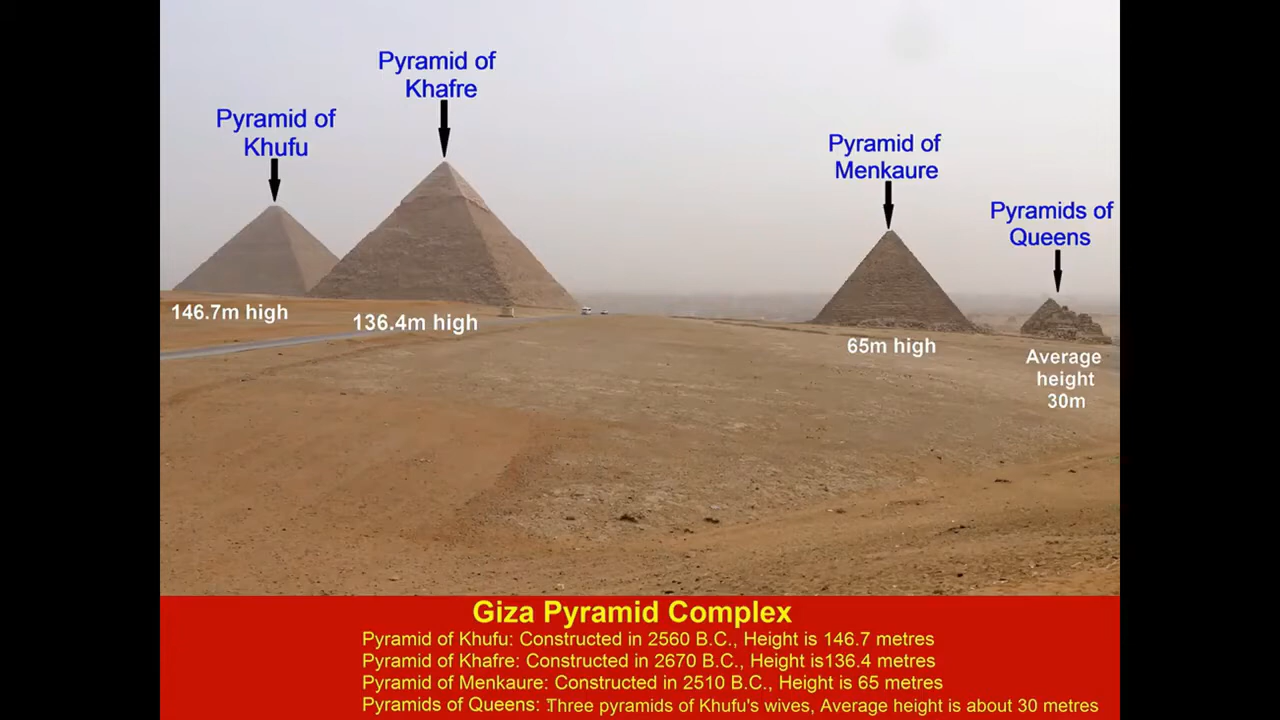 Pyramid of
Khafre
Pyramid of
Khufu
Pyramid of
Menkaure
Pyramids of
Queens
146.7m high
136.4m high
65m high
Average
height
30m
Giza Pyramid Complex
Pyramid of Khufu: Constructed in 2560 B.C., Height is 146.7 metres
Pyramid of Khafre: Constructed in 2670 B.C., Height is136.4 metres
Pyramid of Menkaure: Constructed in 2510 B.C., Height is 65 metres
Pyramids of Queens: Three pyramids of Khufu's wives, Average height is about 30 metres